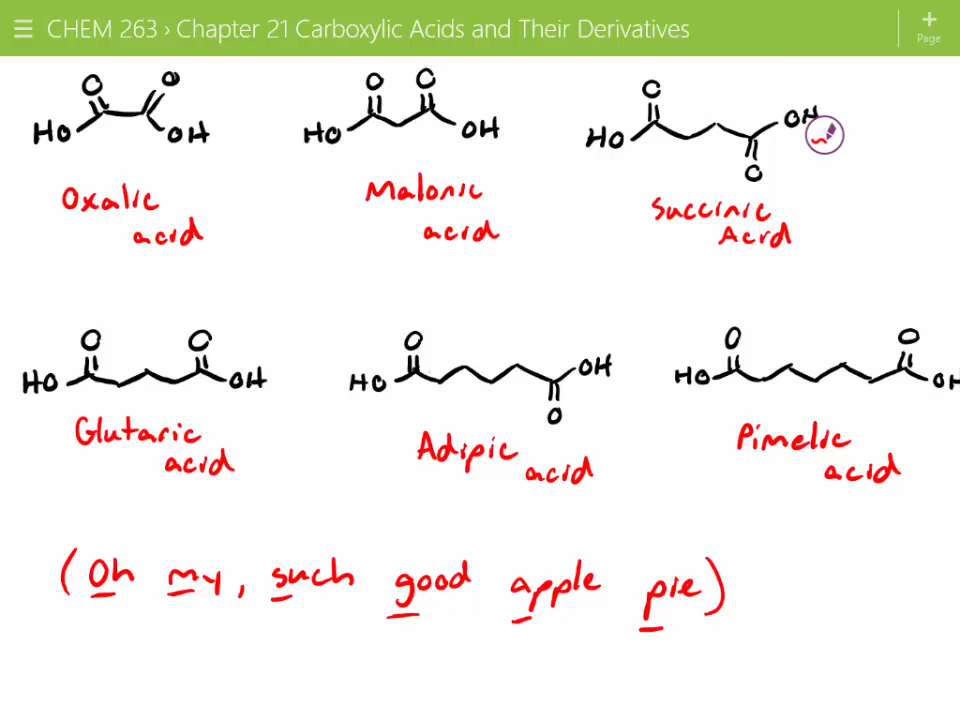 CHEM 263 › Chapter 21 Carboxylic Acids and Their Derivatives
+
Page
O O
HO OH
O O
HO OH
O
HO OH
O
Oxalic
acid
Malonic
acid
Succinic
Acid
O O
HO OH
O
HO OH
O
O O
HO OH
Glutaric
acid
Adipic
acid
Pimelic
acid
(Oh my, such good apple pie)